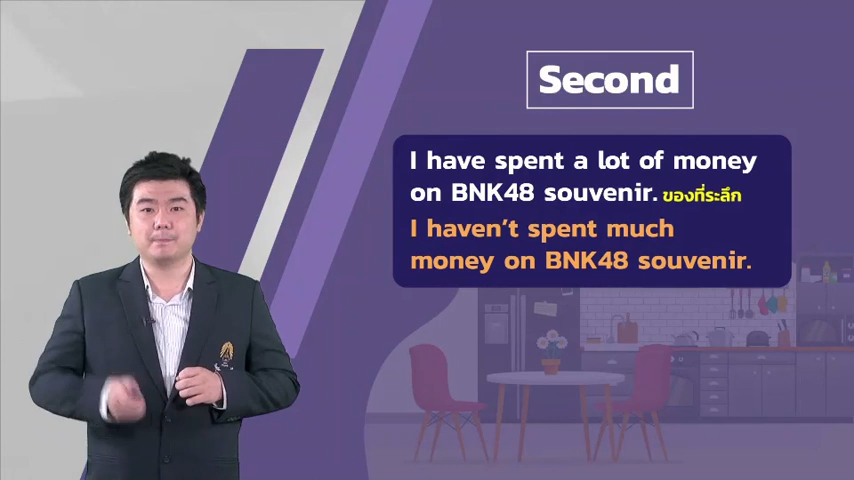 Second
I have spent a lot of money
on BNK48 souvenir. ของที่ระลึก
I haven't spent much
money on BNK48 souvenir.